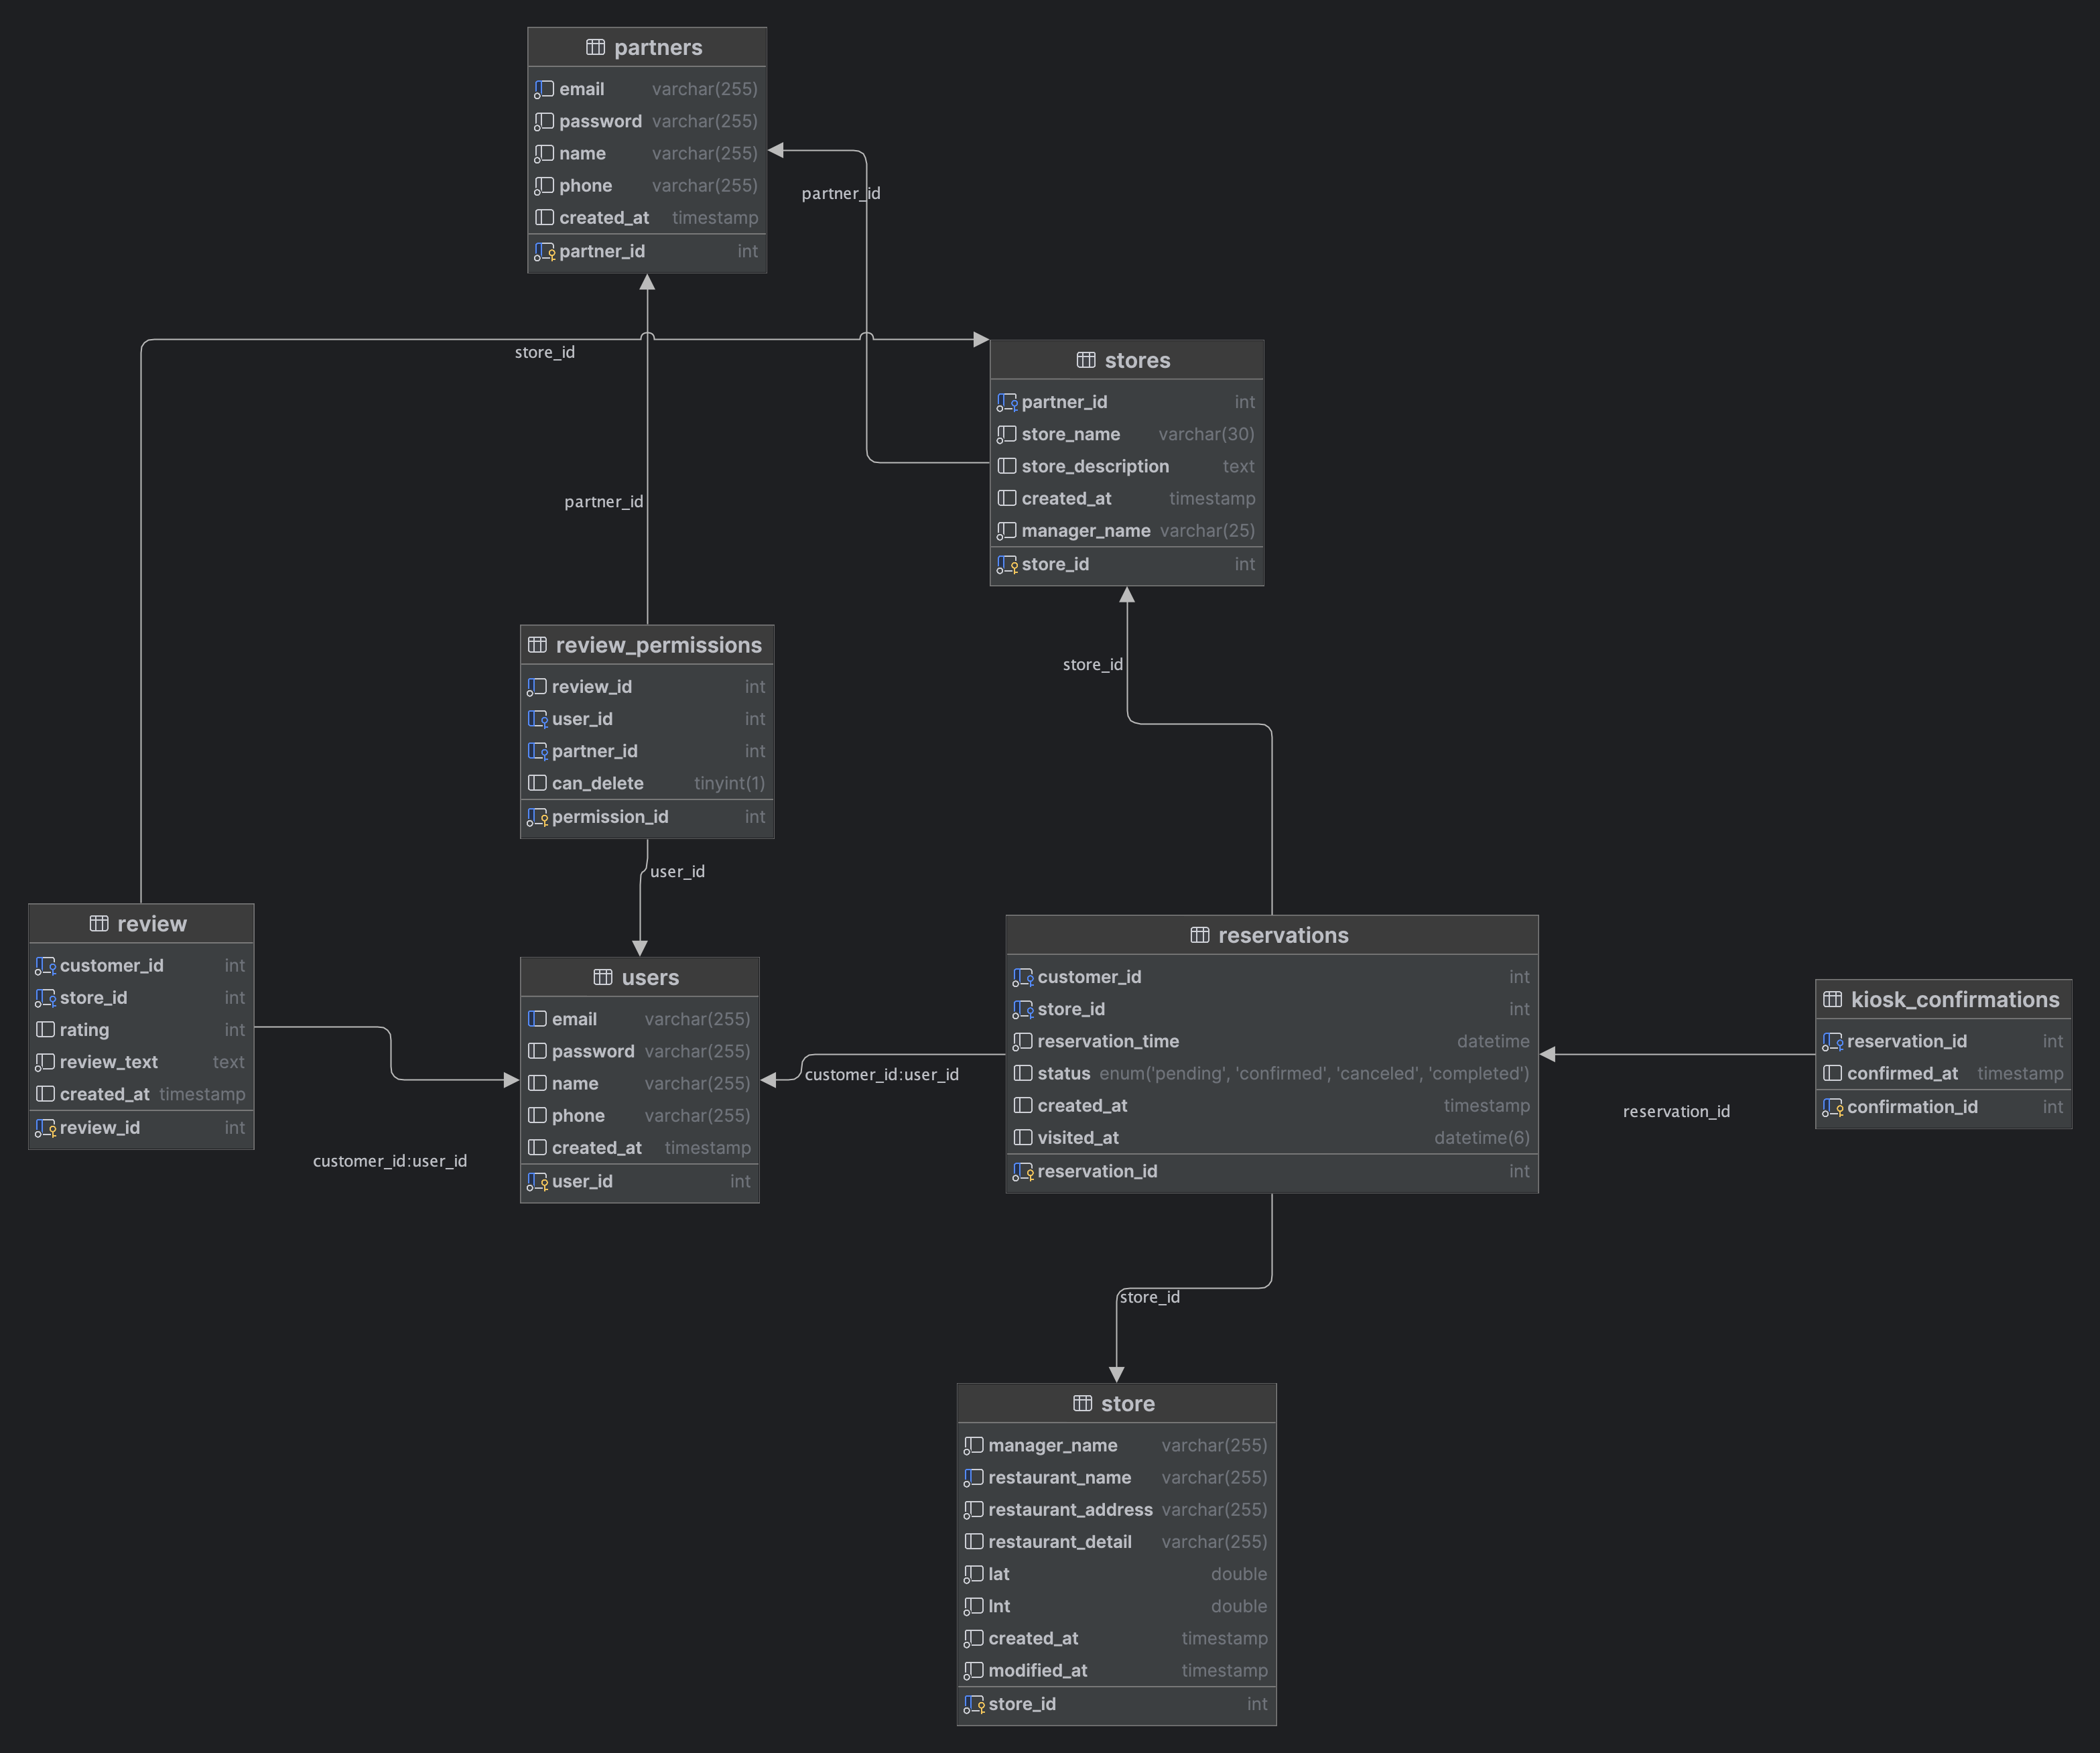 partners
email varchar(255)
password varchar(255)
name varchar(255)
phone varchar(255)
created_at timestamp
partner_id int
partner_id
store_id
stores
partner_id int
store_name varchar(30)
store_description text
created_at timestamp
manager_name varchar(25)
store_id int
partner_id
review_permissions
review_id int
user_id int
partner_id int
can_delete tinyint(1)
permission_id int
store_id
user_id
review
customer_id int
store_id int
rating int
review_text text
created_at timestamp
review_id int
customer_id:user_id
users
email varchar(255)
password varchar(255)
name varchar(255)
phone varchar(255)
created_at timestamp
user_id int
customer_id:user_id
reservations
customer_id int
store_id int
reservation_time datetime
status enum('pending', 'confirmed', 'canceled', 'completed')
created_at timestamp
visited_at datetime(6)
reservation_id int
kiosk_confirmations
reservation_id int
confirmed_at timestamp
confirmation_id int
reservation_id
store_id
store
manager_name varchar(255)
restaurant_name varchar(255)
restaurant_address varchar(255)
restaurant_detail varchar(255)
lat double
lnt double
created_at timestamp
modified_at timestamp
store_id int